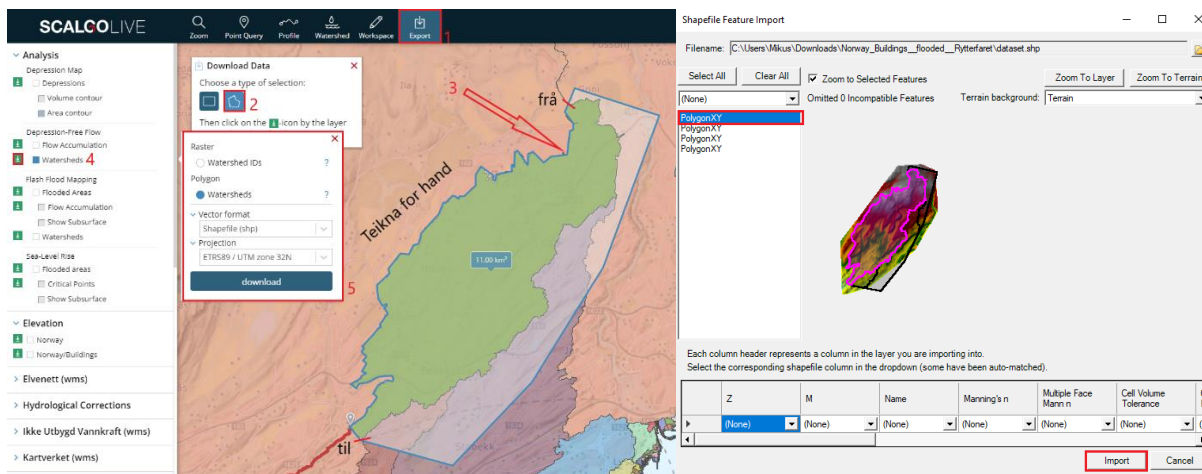 SCALGOLIVE
Zoom
Point Query
Profile
Watershed
Workspace
Export
1
Analysis
Depression Map
Depressions
Volume contour
Area contour
Depression-Free Flow
Flow Accumulation
Watersheds 4
Flash Flood Mapping
Flooded Areas
Flow Accumulation
Show Subsurface
Watersheds
Sea-Level Rise
Flooded areas
Critical Points
Show Subsurface
Elevation
Norway
Norway/Buildings
Elvenett (wms)
Hydrological Corrections
Ikke Utbygd Vannkraft (wms)
Kartverket (wms)
Download Data
Choose a type of selection:
2
Then click on the -icon by the layer
Raster
Watershed IDs ?
Polygon
Watersheds ?
Vector format
Shapefile (shp)
Projection
ETRS89 / UTM zone 32N
download
5
3
frå
Teikna for hand
11.00 km²
til
Shapefile Feature Import
Filename: C:\Users\Mikus\Downloads\Norway_Buildings__flooded__Rytterfaret\dataset.shp
Select All
Clear All
Zoom to Selected Features
Zoom To Layer
Zoom To Terrain
(None)
Omitted 0 Incompatible Features
Terrain background: Terrain
PolygonXY
PolygonXY
PolygonXY
PolygonXY
Each column header represents a column in the layer you are importing into.
Select the corresponding shapefile column in the dropdown (some have been auto-matched).
Z
M
Name
Manning's n
Multiple Face Mann n
Cell Volume Tolerance
(None)
(None)
(None)
(None)
(None)
(None)
Import
Cancel